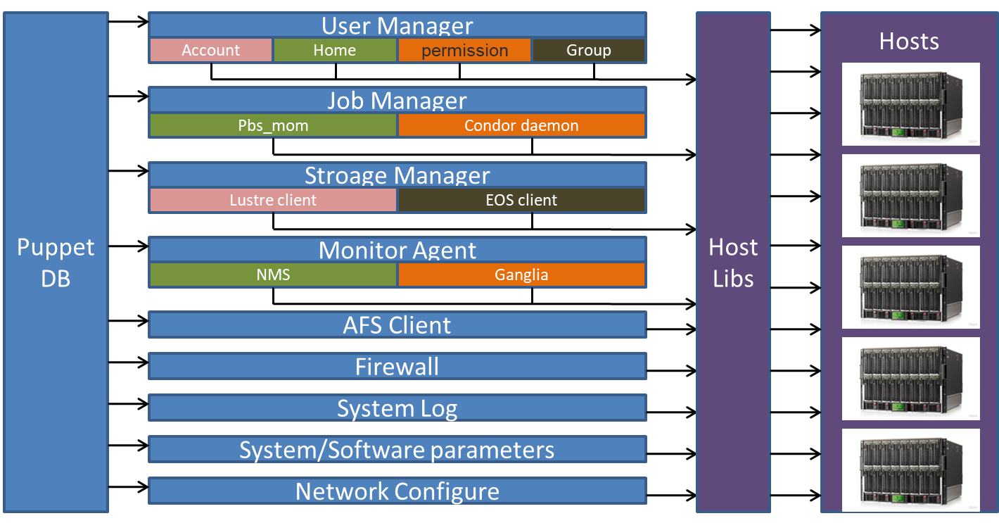 Puppet
DB
User Manager
Account
Home
permission
Group
Job Manager
Pbs_mom
Condor daemon
Stroage Manager
Lustre client
EOS client
Monitor Agent
NMS
Ganglia
AFS Client
Firewall
System Log
System/Software parameters
Network Configure
Host
Libs
Hosts